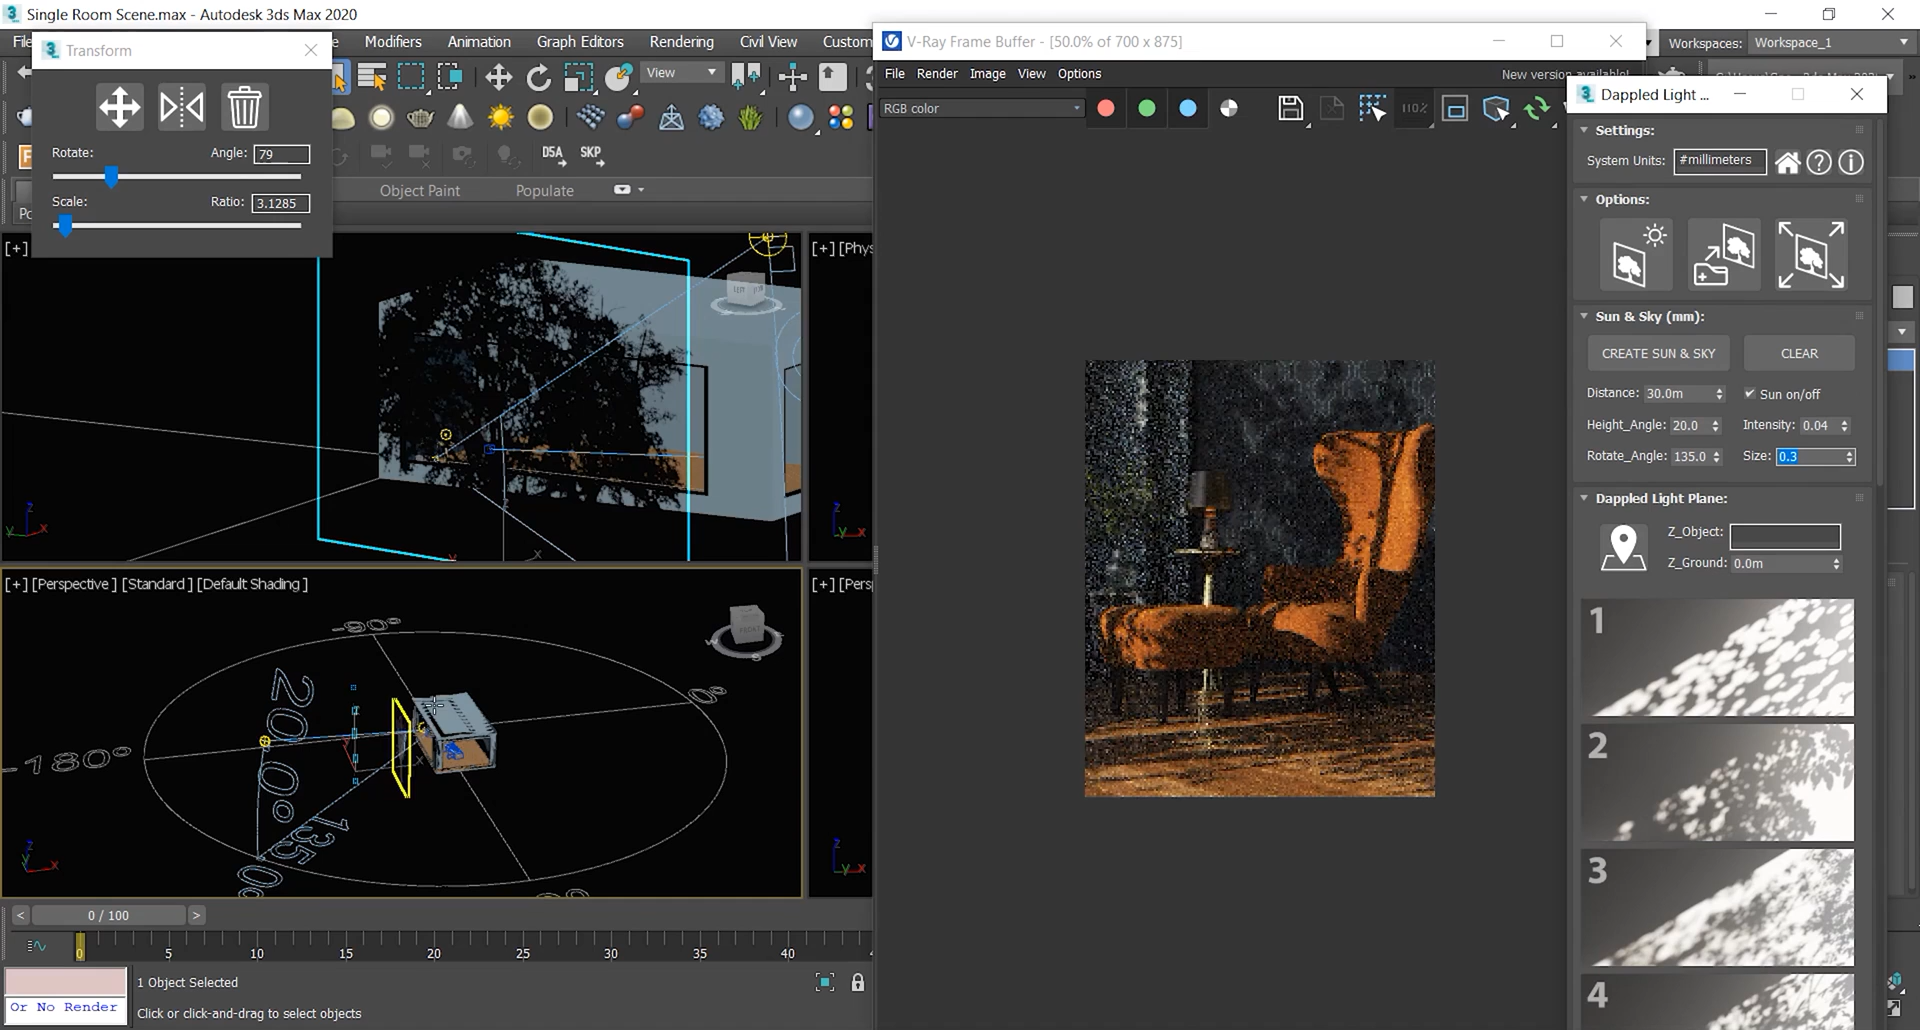 Single Room Scene.max - Autodesk 3ds Max 2020
Modifiers Animation Graph Editors Rendering Civil View Custom
Workspaces: Workspace_1
Transform
Rotate: Angle: 79
Scale: Ratio: 3.1285
View
DSA SKP
Object Paint Populate
V-Ray Frame Buffer - [50.0% of 700 x 875]
File Render Image View Options New version available!
RGB color
110%
Dappled Light ...
Settings:
System Units: #millimeters
Options:
Sun & Sky (mm):
CREATE SUN & SKY CLEAR
Distance: 30.0m Sun on/off
Height_Angle: 20.0 Intensity: 0.04
Rotate_Angle: 135.0 Size: 0.3
Dappled Light Plane:
Z_Object:
Z_Ground: 0.0m
1
2
3
4
[+] [+] [Phys
[+] [Perspective ] [Standard ] [Default Shading ] [+] [Pers
-90°
0°
-180°
20.0°
135.0°
0 / 100
0 5 10 15 20 25 30 35 40
1 Object Selected
Or No Render Click or click-and-drag to select objects